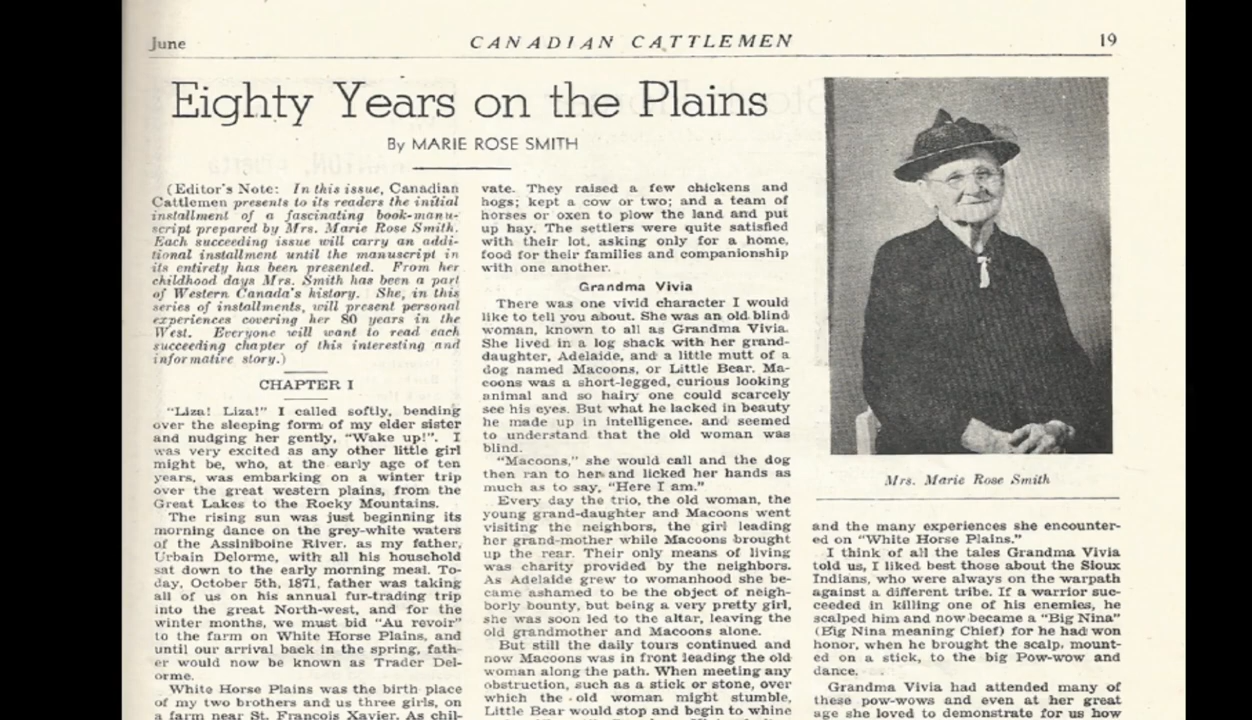 June
CANADIAN CATTLEMEN
19
Eighty Years on the Plains
By MARIE ROSE SMITH
(Editor's Note: In this issue, Canadian
Cattlemen presents to its readers the initial
installment of a fascinating book-manu-
script prepared by Mrs. Marie Rose Smith.
Each succeeding issue will carry an addi-
tional installment until the manuscript in
its entirety has been presented. From her
childhood days Mrs. Smith has been a part
of Western Canada's history. She, in this
series of installments, will present personal
experiences covering her 80 years in the
West. Everyone will want to read each
succeeding chapter of this interesting and
informative story.)
CHAPTER I
"Liza! Liza!" I called softly, bending
over the sleeping form of my elder sister
and nudging her gently, "Wake up!". I
was very excited as any other little girl
might be, who, at the early age of ten
years, was embarking on a winter trip
over the great western plains, from the
Great Lakes to the Rocky Mountains.
The rising sun was just beginning its
morning dance on the grey-white waters
of the Assiniboine River, as my father,
Urbain Delorme, with all his household
sat down to the early morning meal. To-
day, October 5th, 1871, father was taking
all of us on his annual fur-trading trip
into the great North-west, and for the
winter months, we must bid "Au revoir"
to the farm on White Horse Plains, and
until our arrival back in the spring, fath-
er would now be known as Trader Del-
orme.
White Horse Plains was the birth place
of my two brothers and us three girls, on
a farm near St. Francois Xavier. As chil-
vate. They raised a few chickens and
hogs; kept a cow or two; and a team of
horses or oxen to plow the land and put
up hay. The settlers were quite satisfied
with their lot, asking only for a home,
food for their families and companionship
with one another.
Grandma Vivia
There was one vivid character I would
like to tell you about. She was an old blind
woman, known to all as Grandma Vivia.
She lived in a log shack with her grand-
daughter, Adelaide, and a little mutt of a
dog named Macoons, or Little Bear. Ma-
coons was a short-legged, curious looking
animal and so hairy one could scarcely
see his eyes. But what he lacked in beauty
he made up in intelligence, and seemed
to understand that the old woman was
blind.
"Macoons," she would call and the dog
then ran to her and licked her hands as
much as to say, "Here I am."
Every day the trio, the old woman, the
young grand-daughter and Macoons went
visiting the neighbors, the girl leading
her grand-mother while Macoons brought
up the rear. Their only means of living
was charity provided by the neighbors.
As Adelaide grew to womanhood she be-
came ashamed to be the object of neigh-
borly bounty, but being a very pretty girl,
she was soon led to the altar, leaving the
old grandmother and Macoons alone.
But still the daily tours continued and
now Macoons was in front leading the old
woman along the path. When meeting any
obstruction, such as a stick or stone, over
which the old woman might stumble,
Little Bear would stop and begin to whine
Mrs. Marie Rose Smith
and the many experiences she encounter-
ed on "White Horse Plains."
I think of all the tales Grandma Vivia
told us, I liked best those about the Sioux
Indians, who were always on the warpath
against a different tribe. If a warrior suc-
ceeded in killing one of his enemies, he
scalped him and now became a "Big Nina"
(Big Nina meaning Chief) for he had won
honor, when he brought the scalp, mount-
ed on a stick, to the big Pow-wow and
dance.
Grandma Vivia had attended many of
these pow-wows and even at her great
age she loved to demonstrate for us how